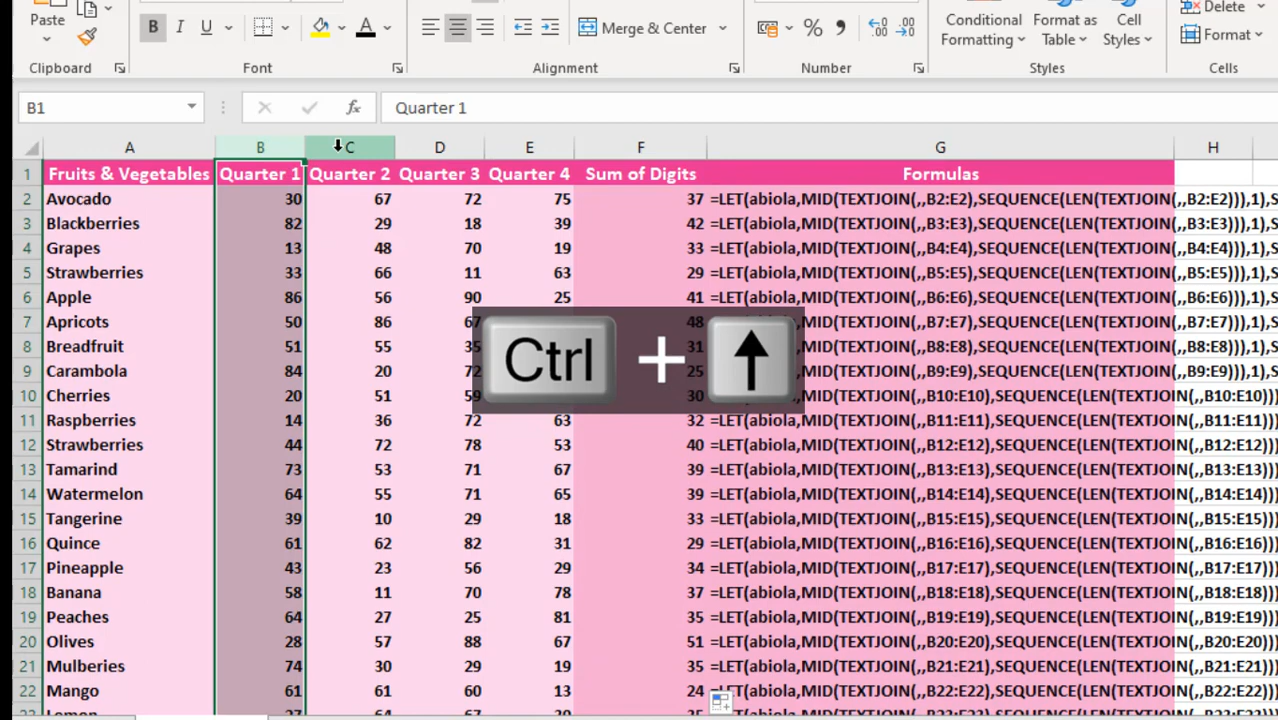 Paste
B I U A
Merge & Center
% ,
Conditional Formatting
Format as Table
Cell Styles
Delete
Format
Clipboard Font Alignment Number Styles Cells
B1 fx Quarter 1
A B C D E F G H
1 Fruits & Vegetables Quarter 1 Quarter 2 Quarter 3 Quarter 4 Sum of Digits Formulas
2 Avocado 30 67 72 75 37 =LET(abiola,MID(TEXTJOIN(,,B2:E2),SEQUENCE(LEN(TEXTJOIN(,,B2:E2))),1),S
3 Blackberries 82 29 18 39 42 =LET(abiola,MID(TEXTJOIN(,,B3:E3),SEQUENCE(LEN(TEXTJOIN(,,B3:E3))),1),S
4 Grapes 13 48 70 19 33 =LET(abiola,MID(TEXTJOIN(,,B4:E4),SEQUENCE(LEN(TEXTJOIN(,,B4:E4))),1),S
5 Strawberries 33 66 11 63 29 =LET(abiola,MID(TEXTJOIN(,,B5:E5),SEQUENCE(LEN(TEXTJOIN(,,B5:E5))),1),S
6 Apple 86 56 90 25 41 =LET(abiola,MID(TEXTJOIN(,,B6:E6),SEQUENCE(LEN(TEXTJOIN(,,B6:E6))),1),S
7 Apricots 50 86 67 48 =LET(abiola,MID(TEXTJOIN(,,B7:E7),SEQUENCE(LEN(TEXTJOIN(,,B7:E7))),1),S
8 Breadfruit 51 55 35 31 =LET(abiola,MID(TEXTJOIN(,,B8:E8),SEQUENCE(LEN(TEXTJOIN(,,B8:E8))),1),S
Ctrl + ↑
9 Carambola 84 20 72 25 =LET(abiola,MID(TEXTJOIN(,,B9:E9),SEQUENCE(LEN(TEXTJOIN(,,B9:E9))),1),S
10 Cherries 20 51 59 30 =LET(abiola,MID(TEXTJOIN(,,B10:E10),SEQUENCE(LEN(TEXTJOIN(,,B10:E10)))
11 Raspberries 14 36 72 63 32 =LET(abiola,MID(TEXTJOIN(,,B11:E11),SEQUENCE(LEN(TEXTJOIN(,,B11:E11)))
12 Strawberries 44 72 78 53 40 =LET(abiola,MID(TEXTJOIN(,,B12:E12),SEQUENCE(LEN(TEXTJOIN(,,B12:E12)))
13 Tamarind 73 53 71 67 39 =LET(abiola,MID(TEXTJOIN(,,B13:E13),SEQUENCE(LEN(TEXTJOIN(,,B13:E13)))
14 Watermelon 64 55 71 65 39 =LET(abiola,MID(TEXTJOIN(,,B14:E14),SEQUENCE(LEN(TEXTJOIN(,,B14:E14)))
15 Tangerine 39 10 29 18 33 =LET(abiola,MID(TEXTJOIN(,,B15:E15),SEQUENCE(LEN(TEXTJOIN(,,B15:E15)))
16 Quince 61 62 82 31 29 =LET(abiola,MID(TEXTJOIN(,,B16:E16),SEQUENCE(LEN(TEXTJOIN(,,B16:E16)))
17 Pineapple 43 23 56 29 34 =LET(abiola,MID(TEXTJOIN(,,B17:E17),SEQUENCE(LEN(TEXTJOIN(,,B17:E17)))
18 Banana 58 11 70 78 37 =LET(abiola,MID(TEXTJOIN(,,B18:E18),SEQUENCE(LEN(TEXTJOIN(,,B18:E18)))
19 Peaches 64 27 25 81 35 =LET(abiola,MID(TEXTJOIN(,,B19:E19),SEQUENCE(LEN(TEXTJOIN(,,B19:E19)))
20 Olives 28 57 88 67 51 =LET(abiola,MID(TEXTJOIN(,,B20:E20),SEQUENCE(LEN(TEXTJOIN(,,B20:E20)))
21 Mulberies 74 30 29 19 35 =LET(abiola,MID(TEXTJOIN(,,B21:E21),SEQUENCE(LEN(TEXTJOIN(,,B21:E21)))
22 Mango 61 61 60 13 24 =LET(abiola,MID(TEXTJOIN(,,B22:E22),SEQUENCE(LEN(TEXTJOIN(,,B22:E22)))